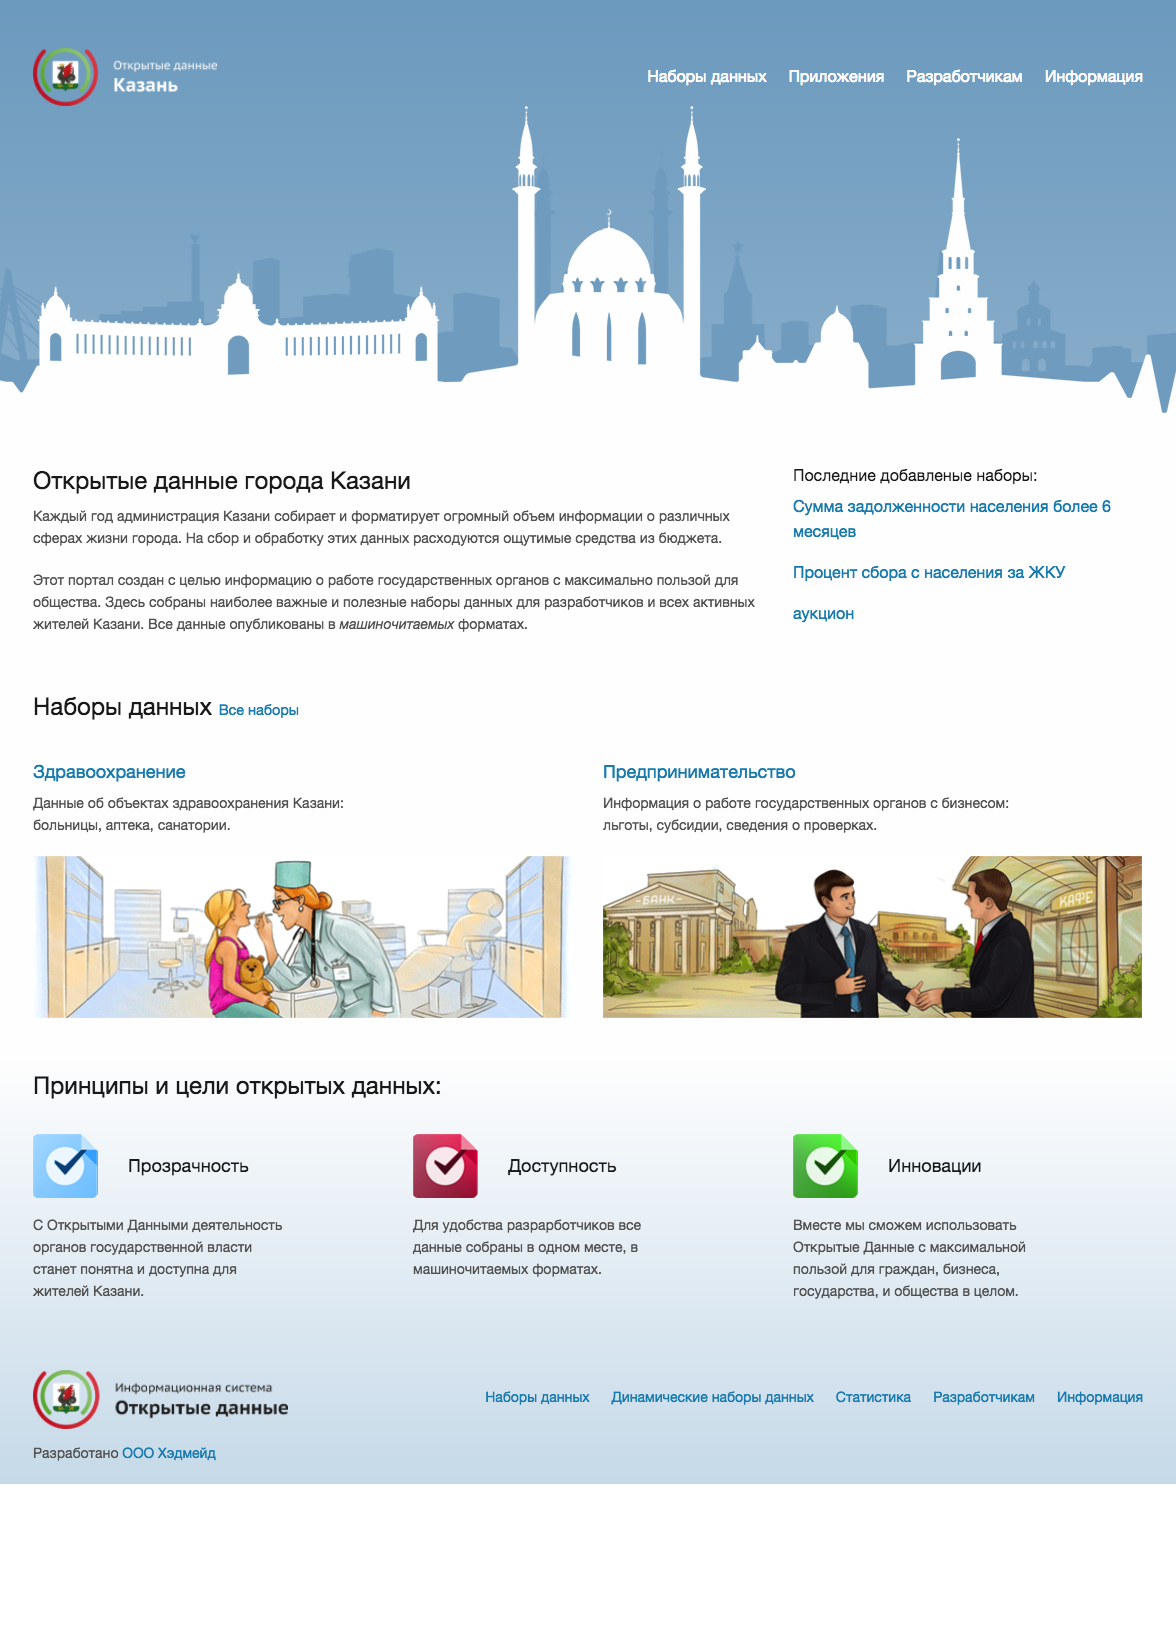 Открытые данные
Казань
Наборы данных Приложения Разработчикам Информация
Открытые данные города Казани
Каждый год администрация Казани собирает и форматирует огромный объем информации о различных
сферах жизни города. На сбор и обработку этих данных расходуются ощутимые средства из бюджета.
Этот портал создан с целью информацию о работе государственных органов с максимально пользой для
общества. Здесь собраны наиболее важные и полезные наборы данных для разработчиков и всех активных
жителей Казани. Все данные опубликованы в машиночитаемых форматах.
Последние добавленые наборы:
Сумма задолженности населения более 6
месяцев
Процент сбора с населения за ЖКУ
аукцион
Наборы данных Все наборы
Здравоохранение
Данные об объектах здравоохранения Казани:
больницы, аптека, санатории.
Предпринимательство
Информация о работе государственных органов с бизнесом:
льготы, субсидии, сведения о проверках.
-БАНК-
КАФЕ
Принципы и цели открытых данных:
Прозрачность
С Открытыми Данными деятельность
органов государственной власти
станет понятна и доступна для
жителей Казани.
Доступность
Для удобства разрарботчиков все
данные собраны в одном месте, в
машиночитаемых форматах.
Инновации
Вместе мы сможем использовать
Открытые Данные с максимальной
пользой для граждан, бизнеса,
государства, и общества в целом.
Информационная система
Открытые данные
Наборы данных Динамические наборы данных Статистика Разработчикам Информация
Разработано ООО Хэдмейд